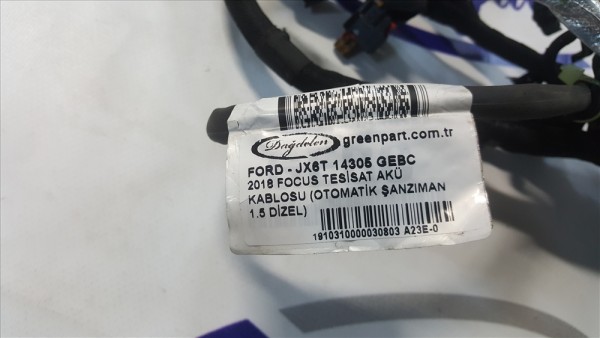 Dağdelen greenpart.com.tr
FORD - JX6T 14305 GEBC
2018 FOCUS TESİSAT AKÜ
KABLOSU (OTOMATİK ŞANZIMAN
1.5 DİZEL)
1910310000030803 A23E-0